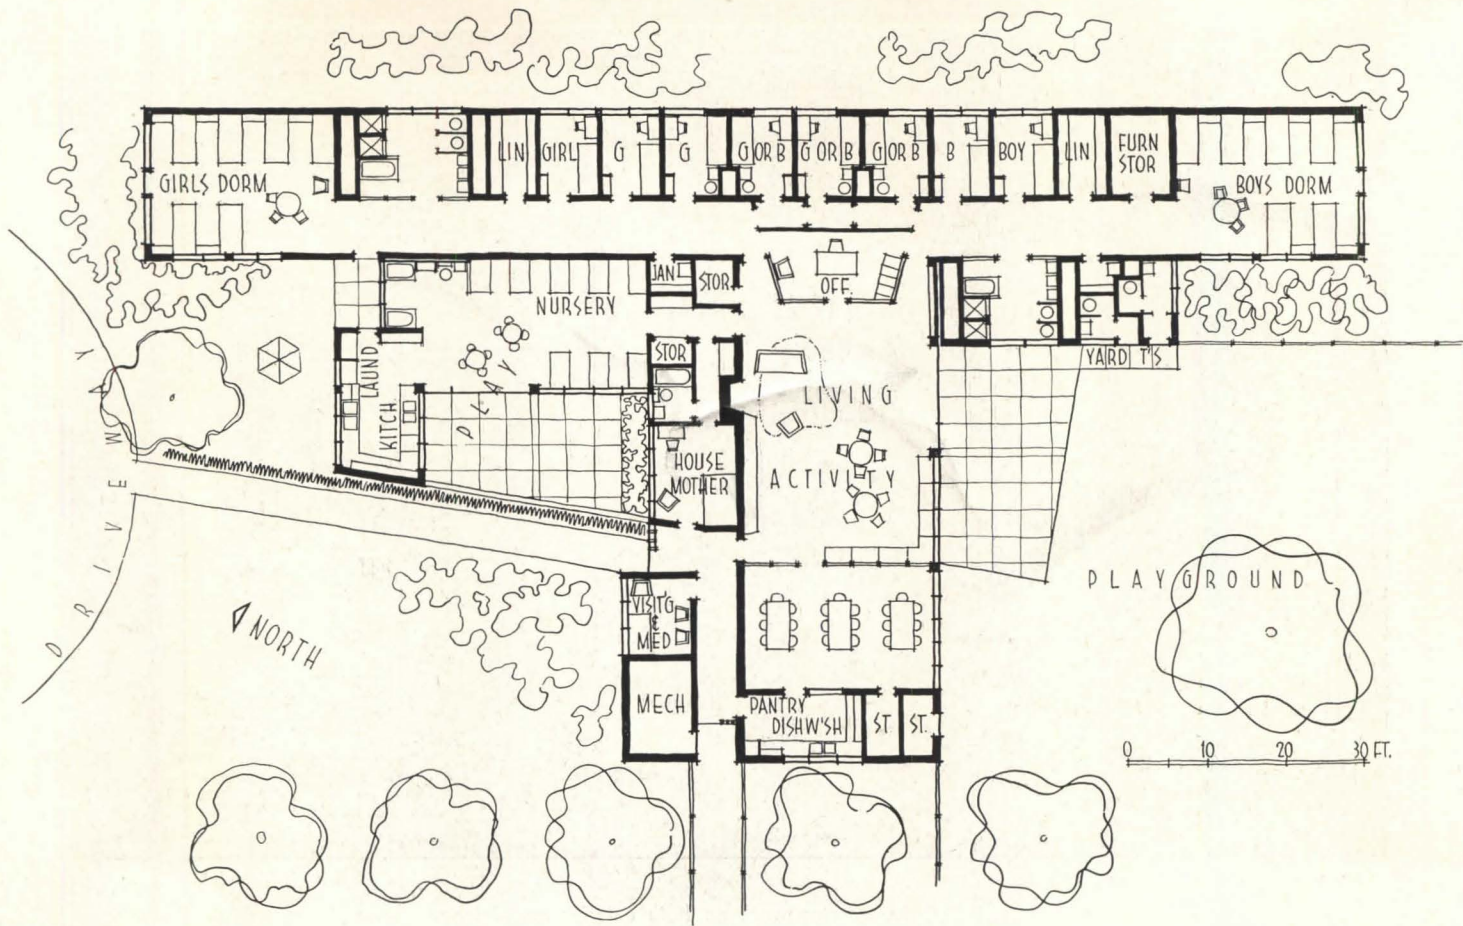 LIN
GIRL
G
G
G OR B
G OR B
G OR B
B
BOY
LIN
FURN
STOR
GIRLS DORM
BOYS DORM
JAN
STOR
OFF.
NURSERY
STOR
YARD T'S
LAUND
KITCH
PLAY
LIVING
HOUSE
MOTHER
ACTIVITY
DRIVEWAY
NORTH
VISIT'G
&
MED
PLAYGROUND
MECH
PANTRY
DISHW'SH
ST.
ST.
0 10 20 30 FT.